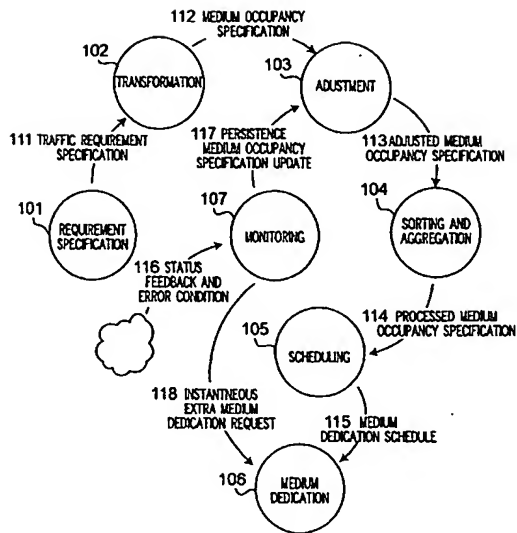 112 MEDIUM OCCUPANCY
SPECIFICATION
102
TRANSFORMATION
103
ADUSTMENT
111 TRAFFIC REQUIREMENT
SPECIFICATION
117 PERSISTENCE
MEDIUM OCCUPANCY
SPECIFICATION UPDATE
113 ADJUSTED MEDIUM
OCCUPANCY SPECIFICATION
101
REQUIREMENT
SPECIFICATION
107
MONITORING
104
SORTING AND
AGGREGATION
116 STATUS
FEEDBACK AND
ERROR CONDITION
114 PROCESSED MEDIUM
OCCUPANCY SPECIFICATION
105
SCHEDULING
118 INSTANTNEOUS
EXTRA MEDIUM
DEDICATION REQUEST
115 MEDIUM
DEDICATION SCHEDULE
106
MEDIUM
DEDICATION